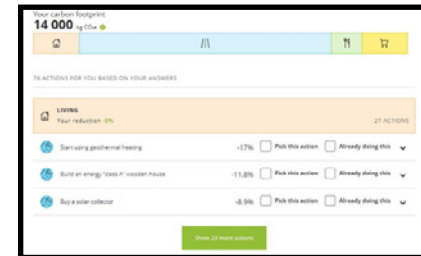 Your carbon footprint
14 000 kg CO₂e
76 ACTIONS FOR YOU BASED ON YOUR ANSWERS
LIVING
Your reduction 0%
27 ACTIONS
Start using geothermal heating -17% Pick this action Already doing this
Build an energy "class A" wooden house -11.8% Pick this action Already doing this
Buy a solar collector -8.9% Pick this action Already doing this
Show 23 more actions